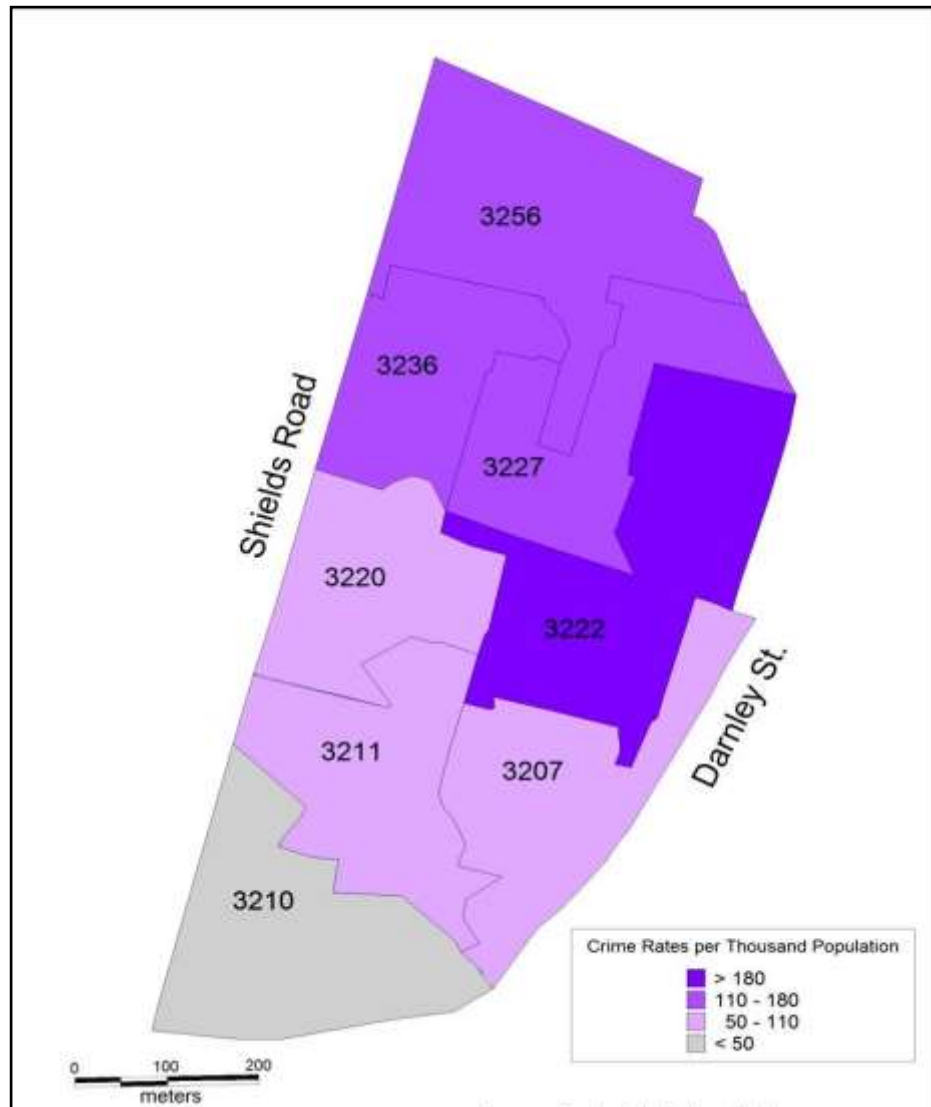 3256
3236
Shields Road
3227
3220
3222
Darnley St.
3211
3207
3210
Crime Rates per Thousand Population
> 180
110 - 180
50 - 110
< 50
0 100 200
meters